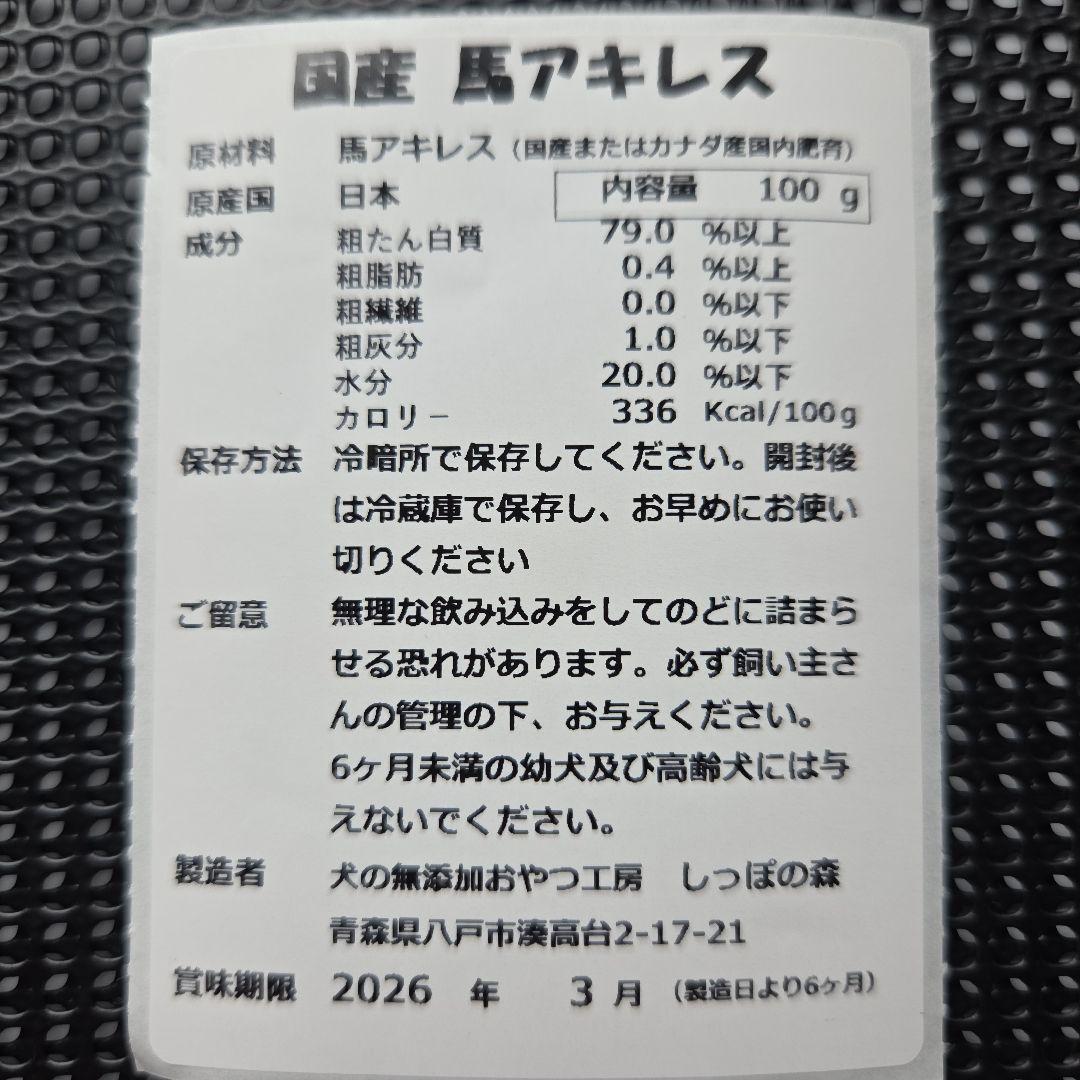 国産 馬アキレス
原材料 馬アキレス（国産またはカナダ産国内肥育）
原産国 日本 内容量 100 g
成分 粗たん白質 79.0 %以上
粗脂肪 0.4 %以上
粗繊維 0.0 %以下
粗灰分 1.0 %以下
水分 20.0 %以下
カロリー 336 Kcal/100g
保存方法 冷暗所で保存してください。開封後
は冷蔵庫で保存し、お早めにお使い
切りください
ご留意 無理な飲み込みをしてのどに詰まら
せる恐れがあります。必ず飼い主さ
んの管理の下、お与えください。
6ヶ月未満の幼犬及び高齢犬には与
えないでください。
製造者 犬の無添加おやつ工房 しっぽの森
青森県八戸市湊高台2-17-21
賞味期限 2026 年 3 月 （製造日より6ヶ月）